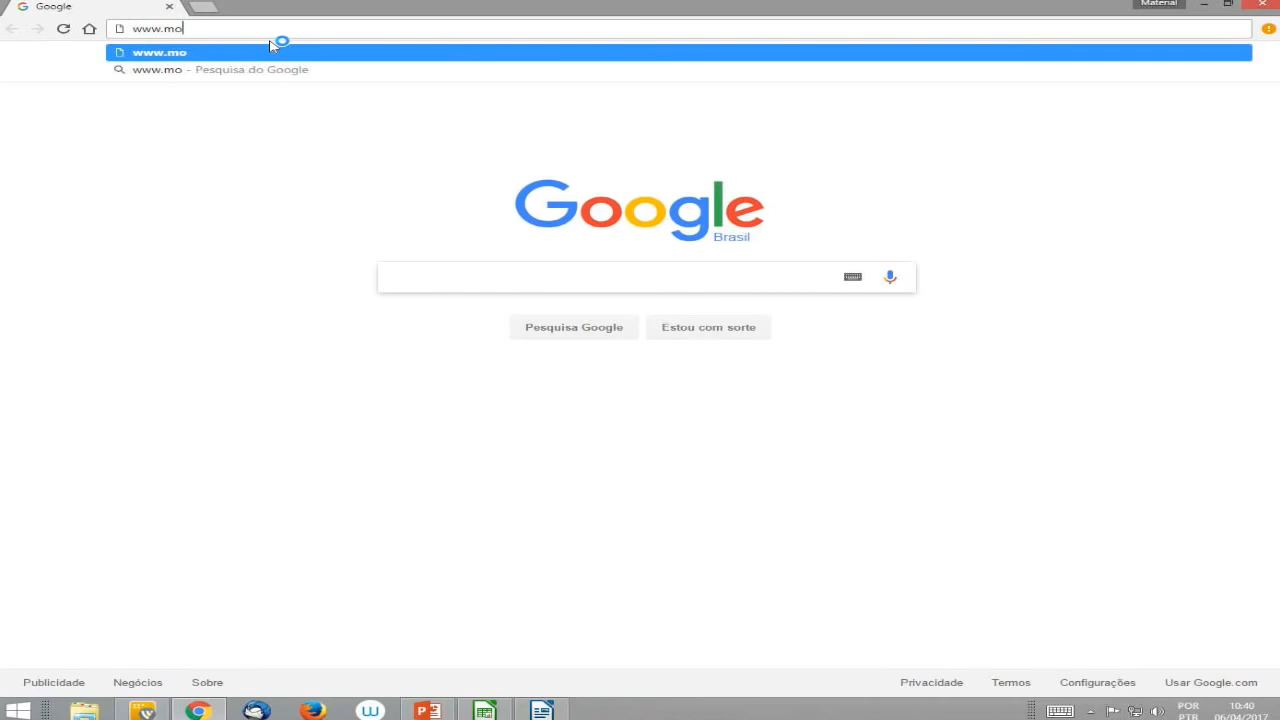 Google
Material
www.mo
www.mo
www.mo - Pesquisa do Google
Google
Brasil
Pesquisa Google
Estou com sorte
Publicidade
Negócios
Sobre
Privacidade
Termos
Configurações
Usar Google.com
POR
10:40
PTB
06/04/2017